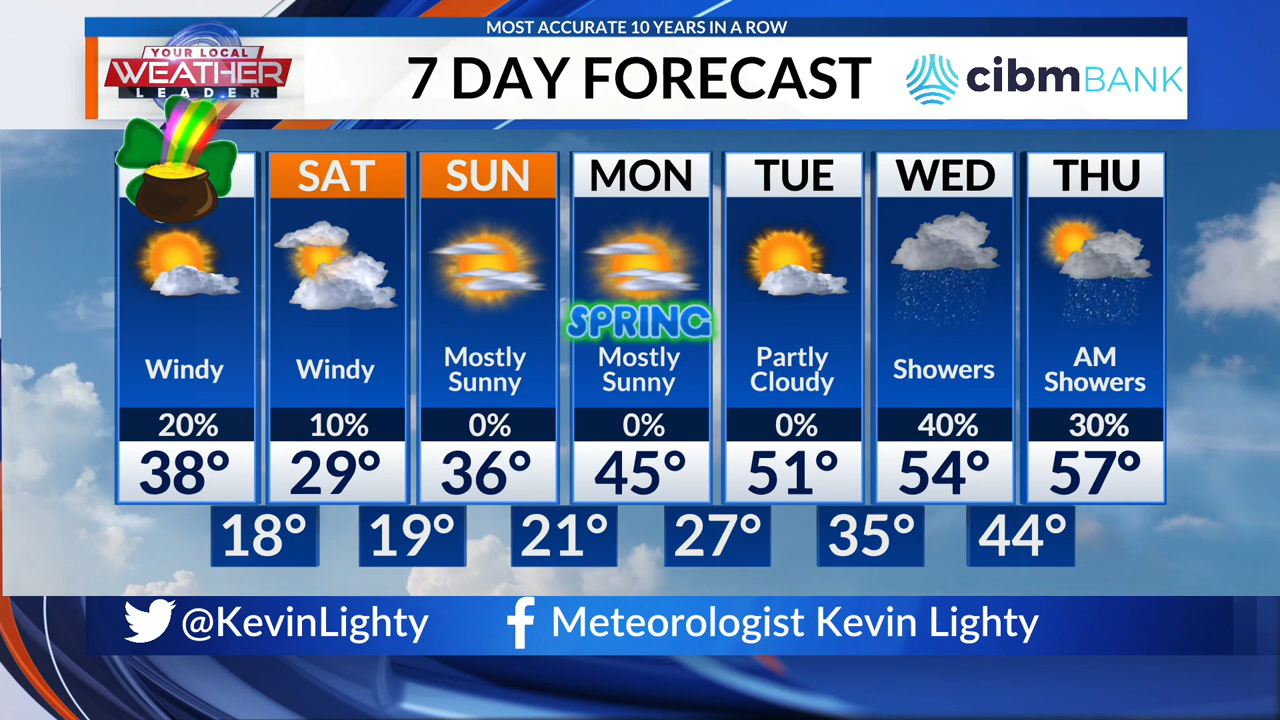 MOST ACCURATE 10 YEARS IN A ROW
YOUR LOCAL
WEATHER
LEADER
7 DAY FORECAST
cibmBANK
SAT SUN MON TUE WED THU
SPRING
Windy
Windy
Mostly
Sunny
Mostly
Sunny
Partly
Cloudy
Showers
AM
Showers
20% 10% 0% 0% 0% 40% 30%
38° 29° 36° 45° 51° 54° 57°
18° 19° 21° 27° 35° 44°
@KevinLighty
f Meteorologist Kevin Lighty